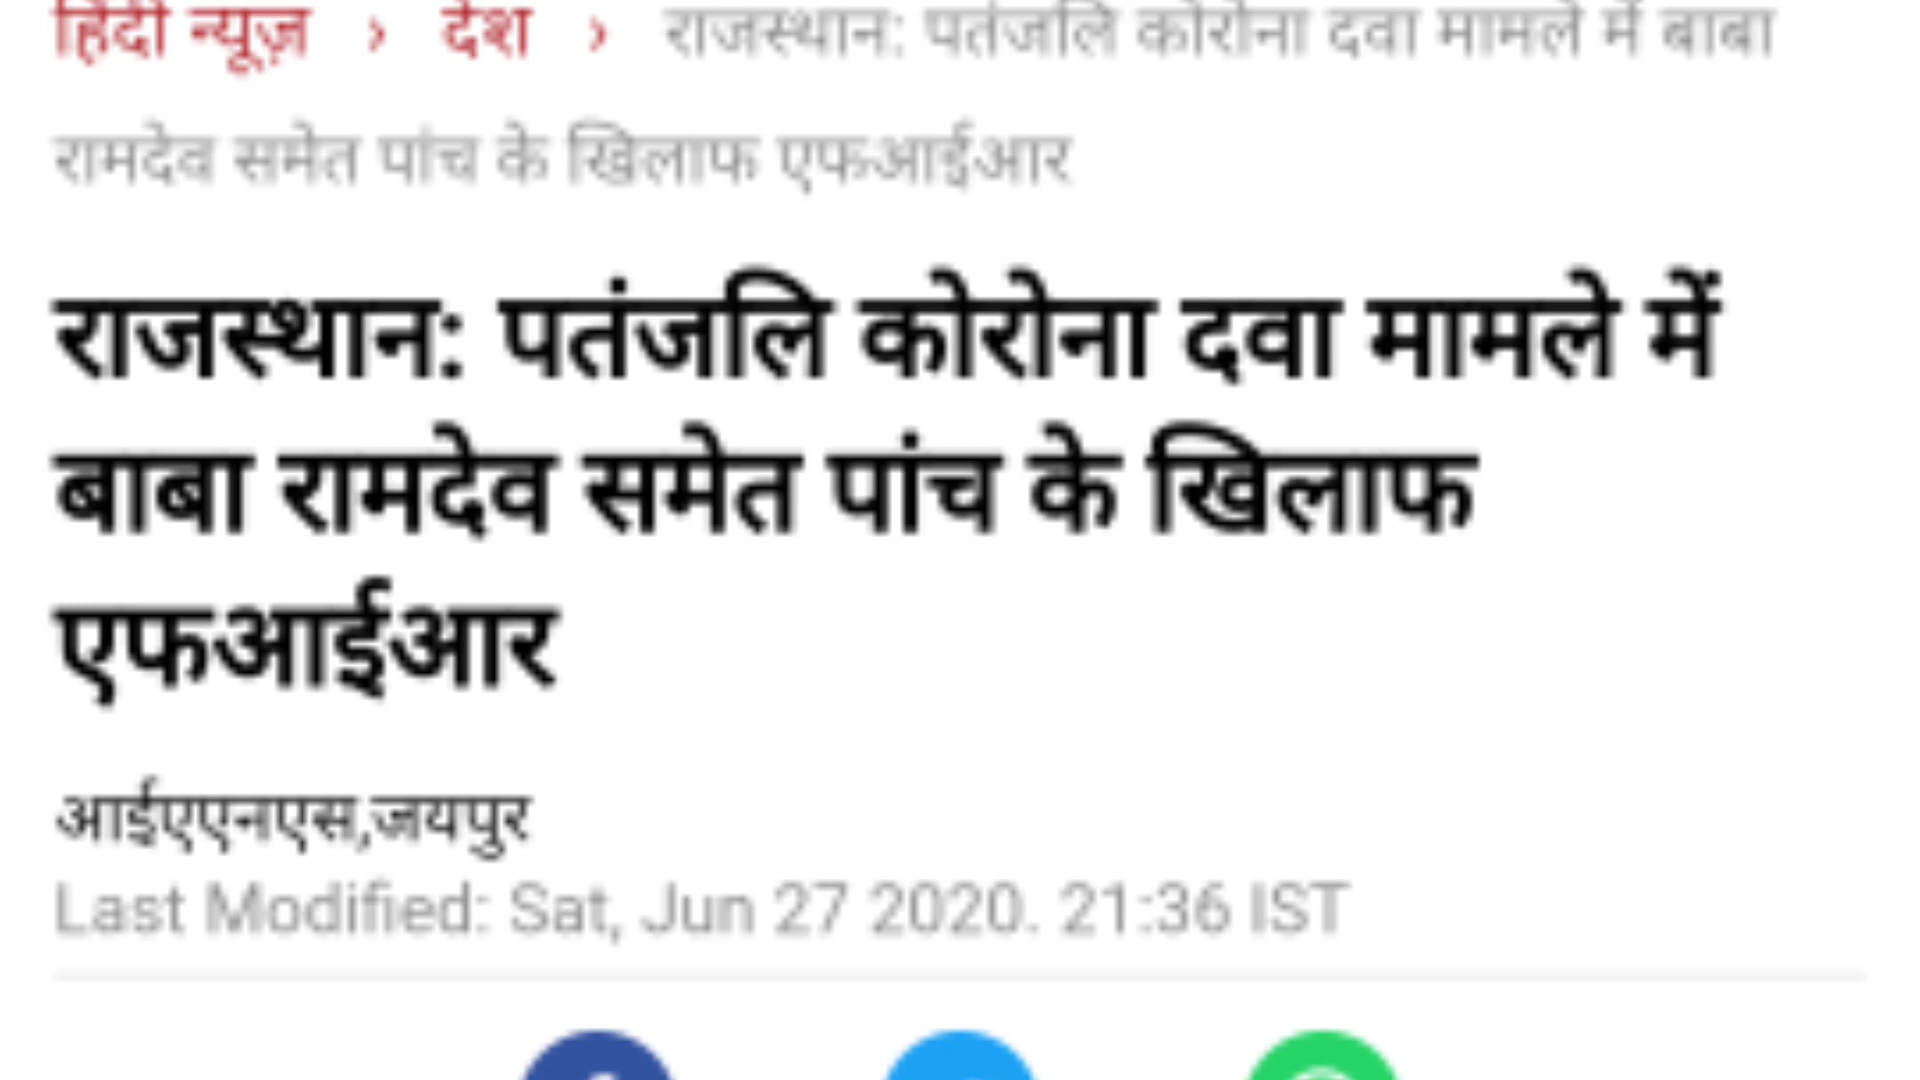 हिंदी न्यूज़ › देश › राजस्थान: पतंजलि कोरोना दवा मामले में बाबा
रामदेव समेत पांच के खिलाफ एफआईआर
राजस्थान: पतंजलि कोरोना दवा मामले में
बाबा रामदेव समेत पांच के खिलाफ
एफआईआर
आईएएनएस,जयपुर
Last Modified: Sat, Jun 27 2020. 21:36 IST